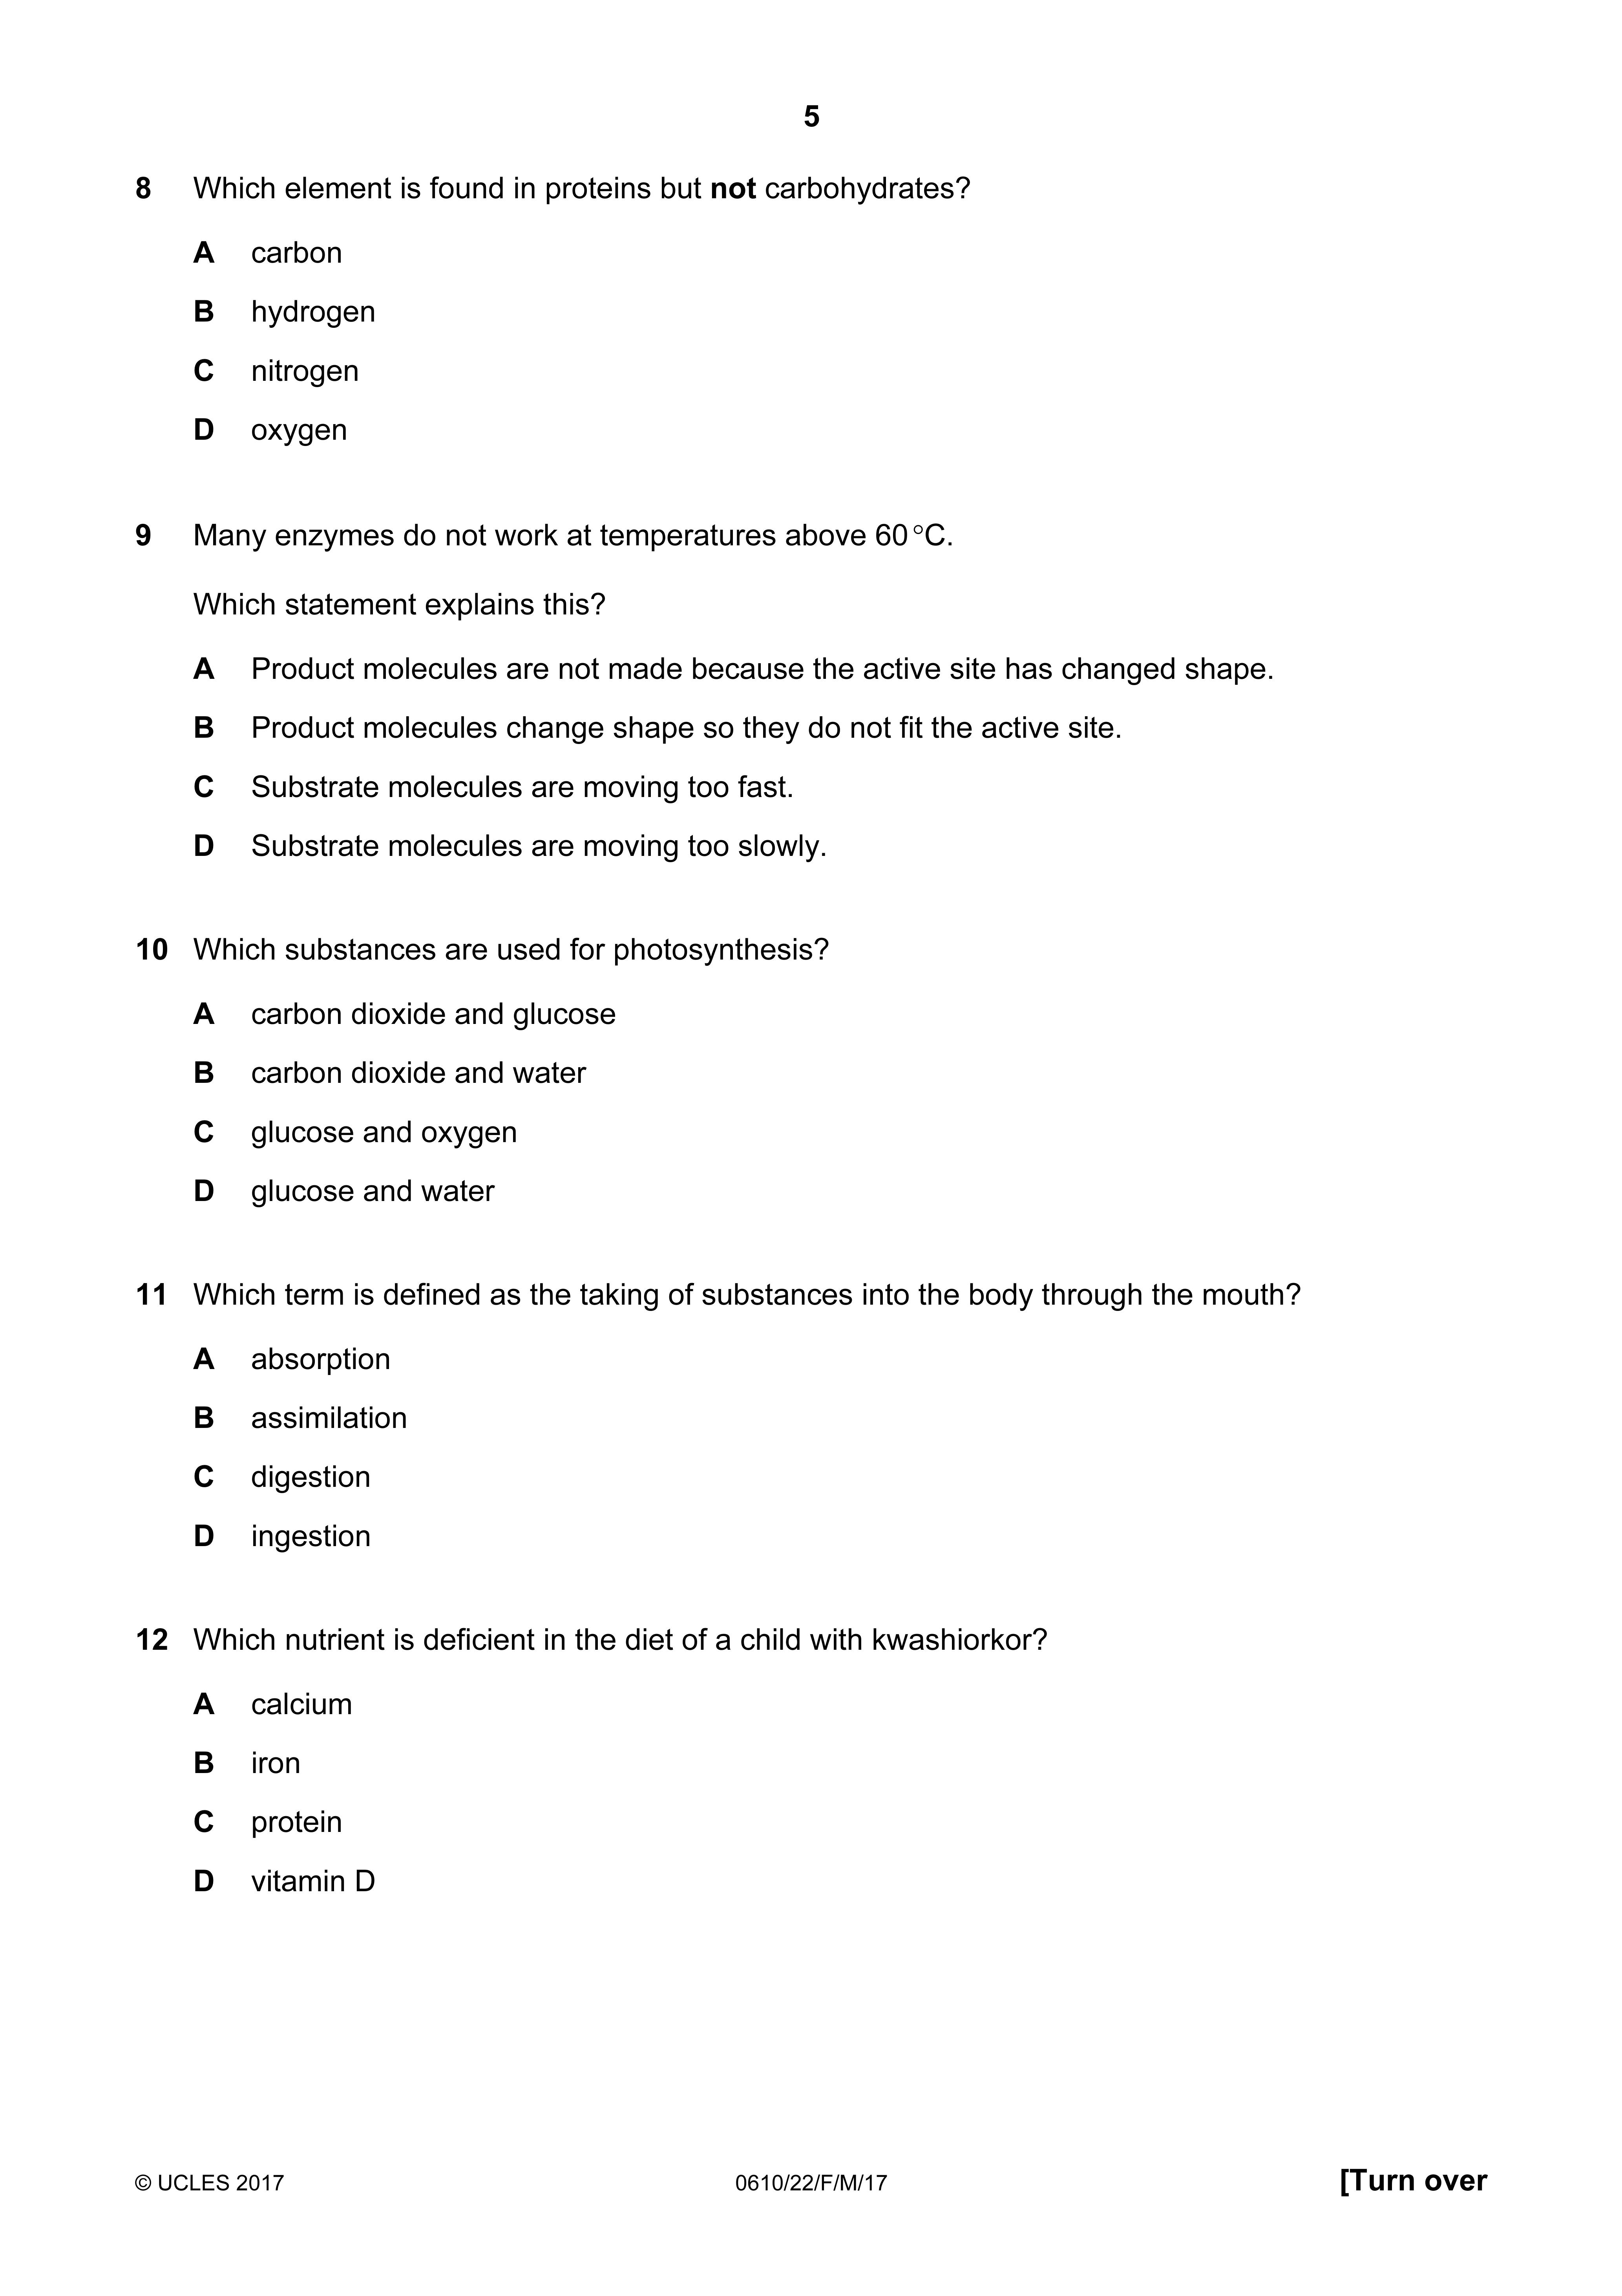 5
8 Which element is found in proteins but not carbohydrates?
A carbon
B hydrogen
C nitrogen
D oxygen
9 Many enzymes do not work at temperatures above 60 °C.
Which statement explains this?
A Product molecules are not made because the active site has changed shape.
B Product molecules change shape so they do not fit the active site.
C Substrate molecules are moving too fast.
D Substrate molecules are moving too slowly.
10 Which substances are used for photosynthesis?
A carbon dioxide and glucose
B carbon dioxide and water
C glucose and oxygen
D glucose and water
11 Which term is defined as the taking of substances into the body through the mouth?
A absorption
B assimilation
C digestion
D ingestion
12 Which nutrient is deficient in the diet of a child with kwashiorkor?
A calcium
B iron
C protein
D vitamin D
© UCLES 2017 0610/22/F/M/17 [Turn over